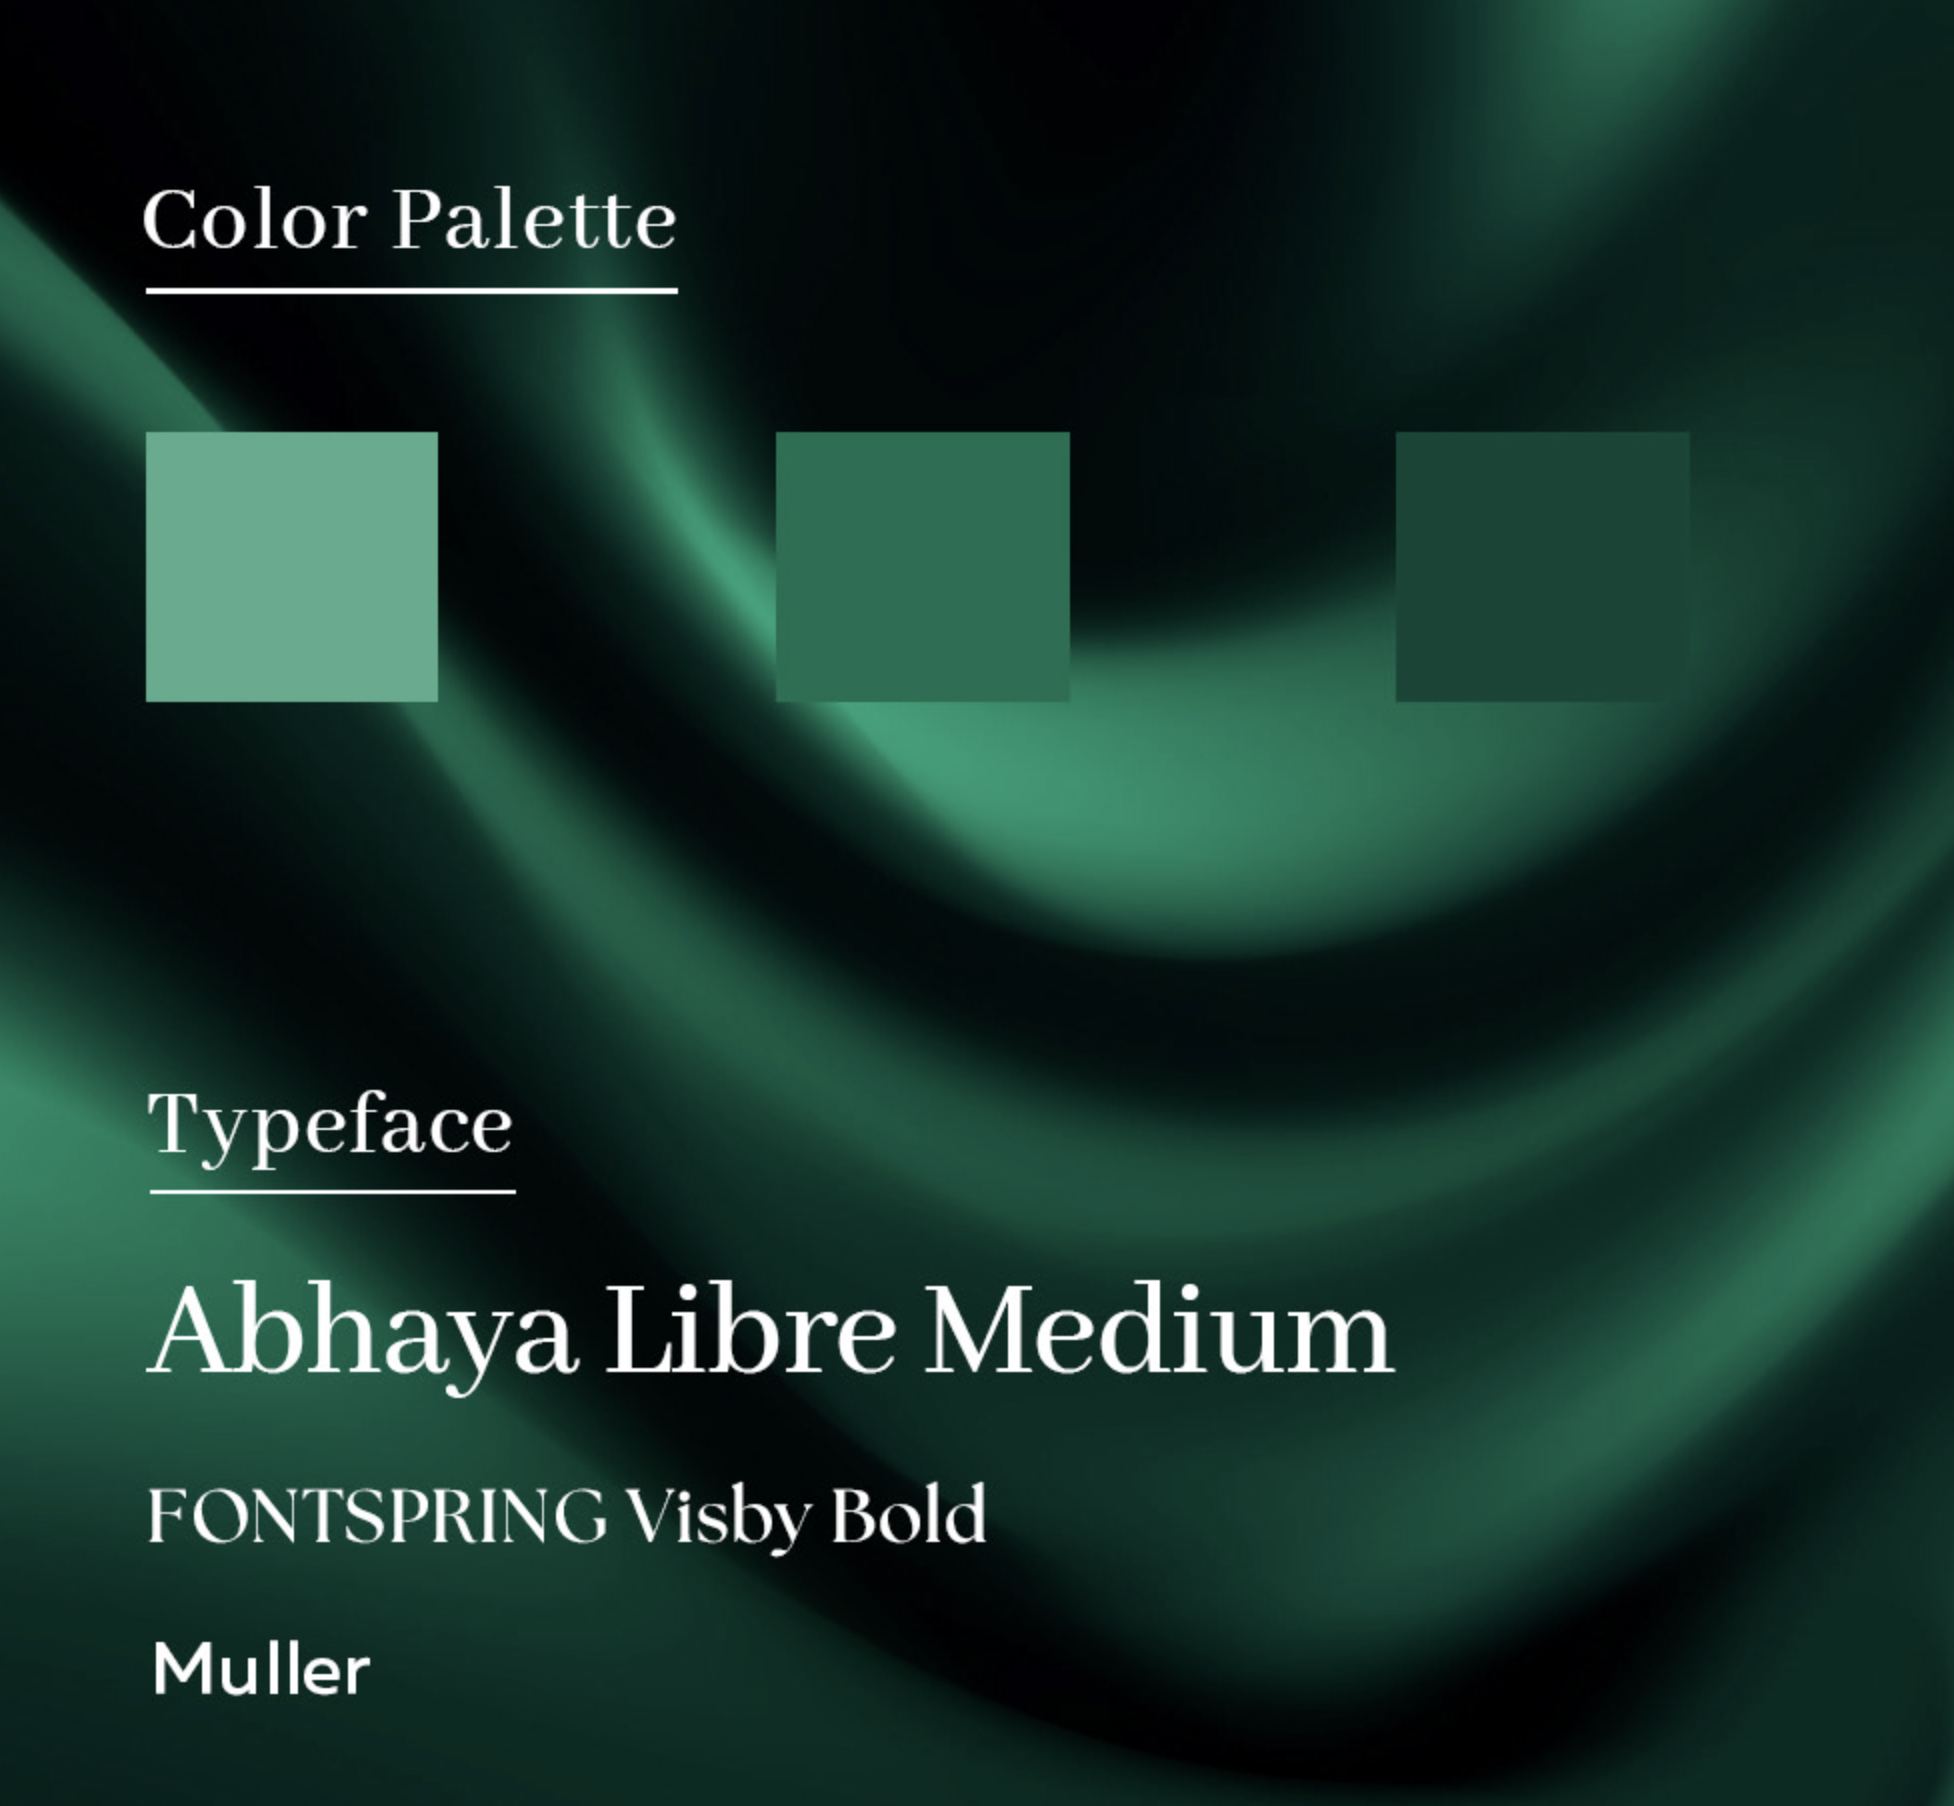 Color Palette
Typeface
Abhaya Libre Medium
FONTSPRING Visby Bold
Muller